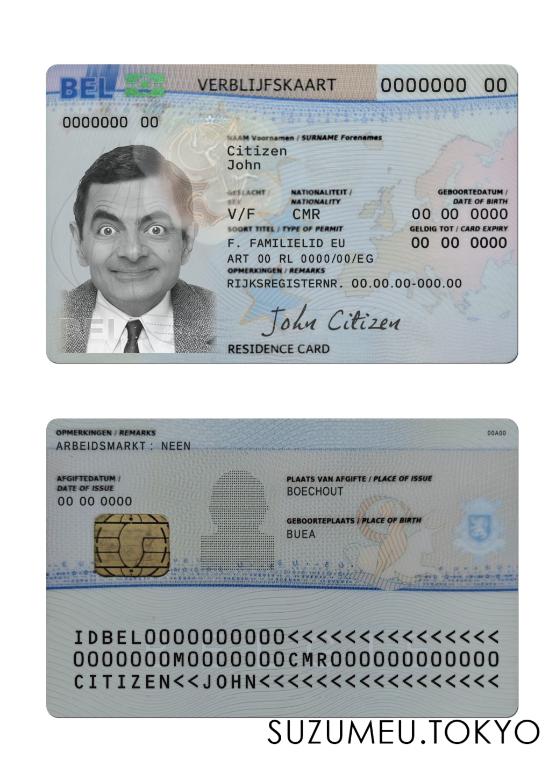 BEL
VERBLIJFSKAART
0000000 00
0000000 00
NAAM Voornamen / SURNAME Forenames
Citizen
John
GESLACHT / SEX
NATIONALITEIT / NATIONALITY
GEBOORTEDATUM / DATE OF BIRTH
V/F
CMR
00 00 0000
SOORT TITEL / TYPE OF PERMIT
GELDIG TOT / CARD EXPIRY
F. FAMILIELID EU
00 00 0000
ART 00 RL 0000/00/EG
OPMERKINGEN / REMARKS
RIJKSREGISTERNR. 00.00.00-000.00
John Citizen
BEL
RESIDENCE CARD
OPMERKINGEN / REMARKS
00A00
ARBEIDSMARKT : NEEN
AFGIFTEDATUM /
DATE OF ISSUE
00 00 0000
PLAATS VAN AFGIFTE / PLACE OF ISSUE
BOECHOUT
GEBOORTEPLAATS / PLACE OF BIRTH
BUEA
IDBEL0000000000<<<<<<<<<<<<<<<
0000000M0000000CMR000000000000
CITIZEN<<JOHN<<<<<<<<<<<<<<<<<
SUZUMEU.TOKYO